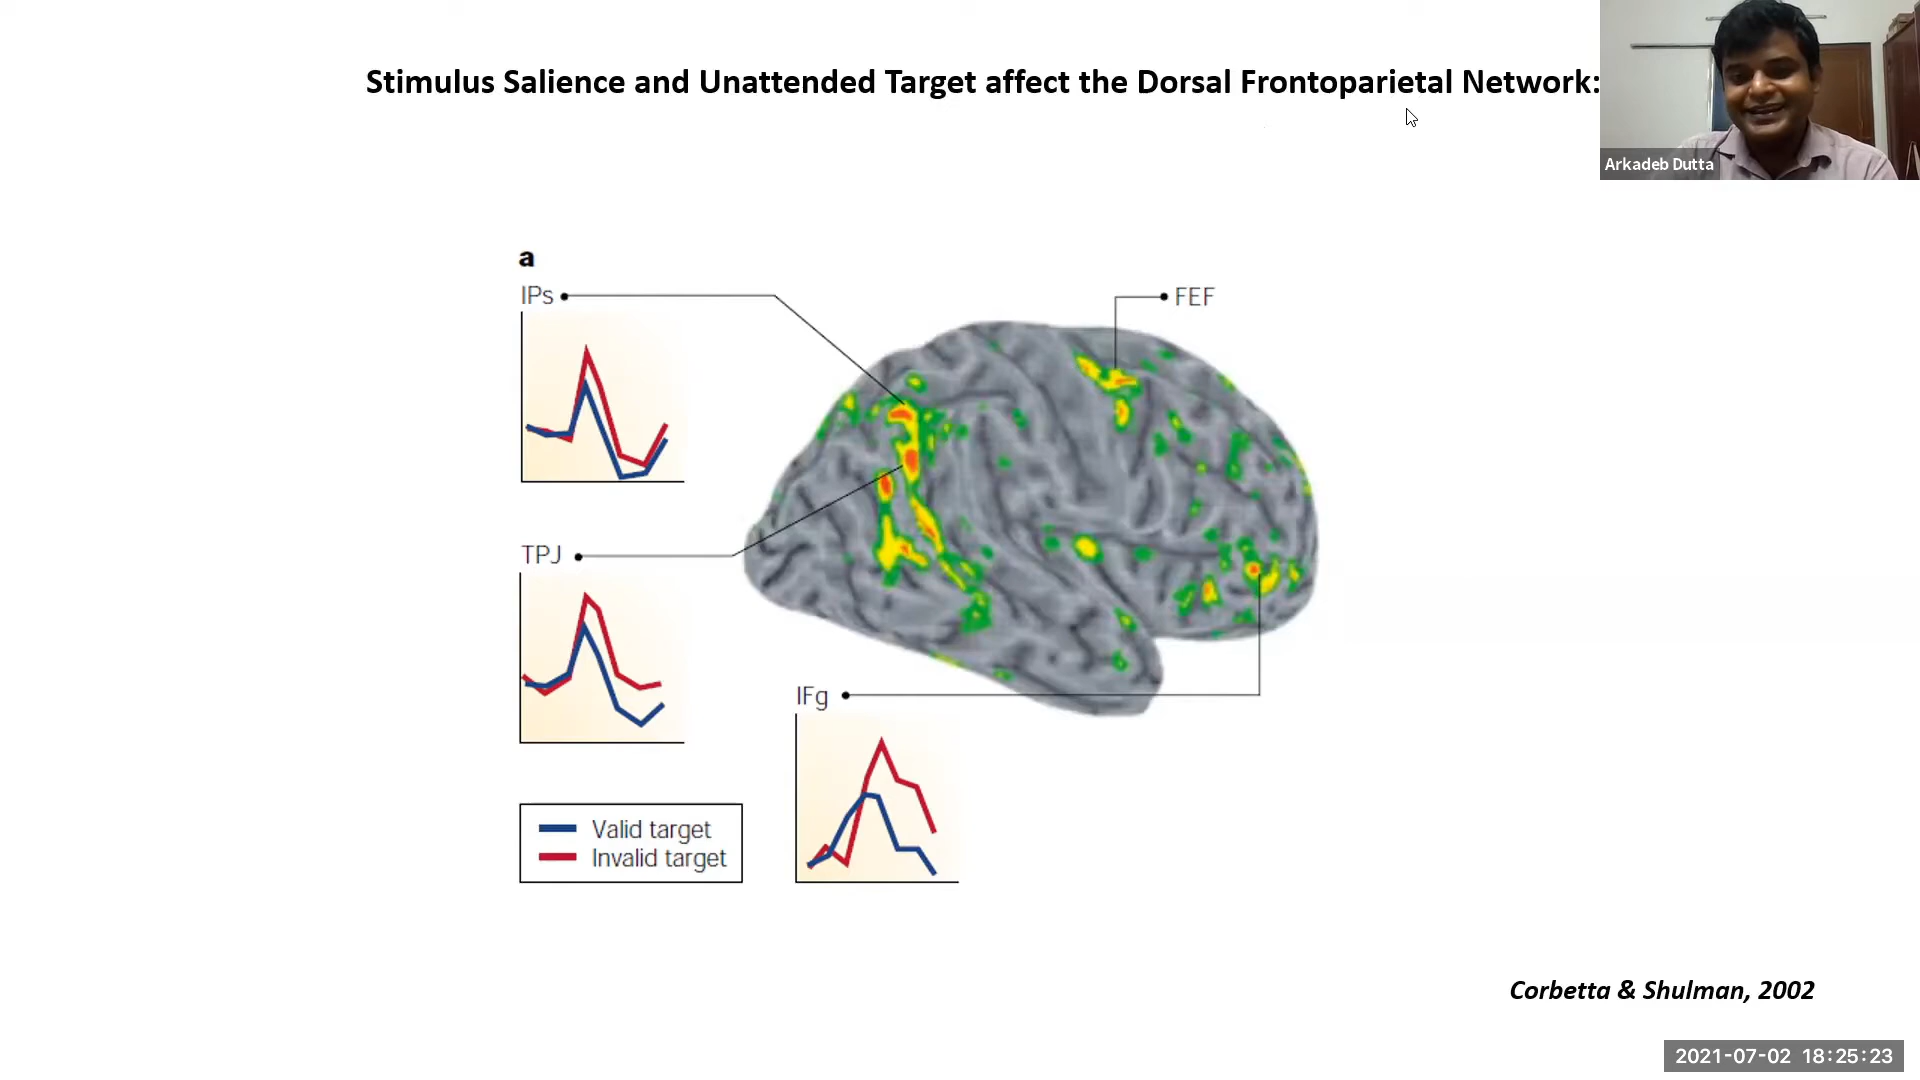 Stimulus Salience and Unattended Target affect the Dorsal Frontoparietal Network:
Arkadeb Dutta
a
IPs
FEF
TPJ
IFg
Valid target
Invalid target
Corbetta & Shulman, 2002
2021-07-02 18:25:23